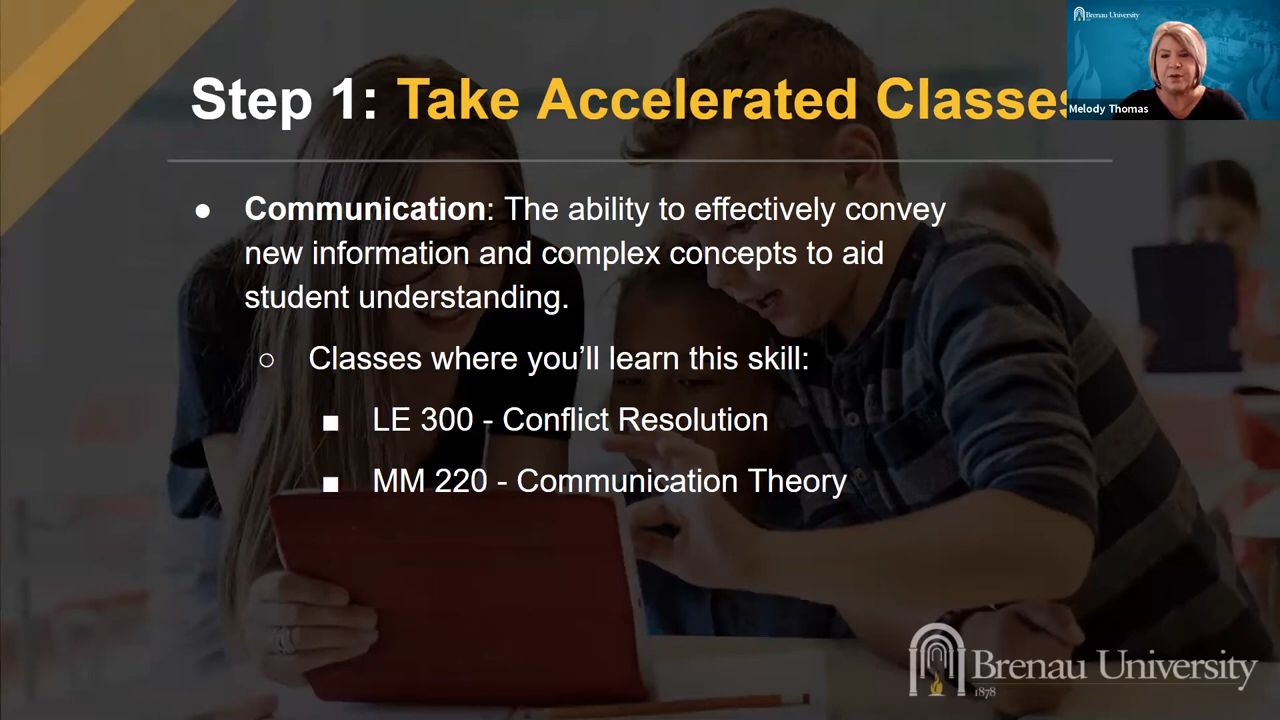 Brenau University
Melody Thomas
Step 1: Take Accelerated Classes
● Communication: The ability to effectively convey
new information and complex concepts to aid
student understanding.
○ Classes where you’ll learn this skill:
■ LE 300 - Conflict Resolution
■ MM 220 - Communication Theory
Brenau University
1878